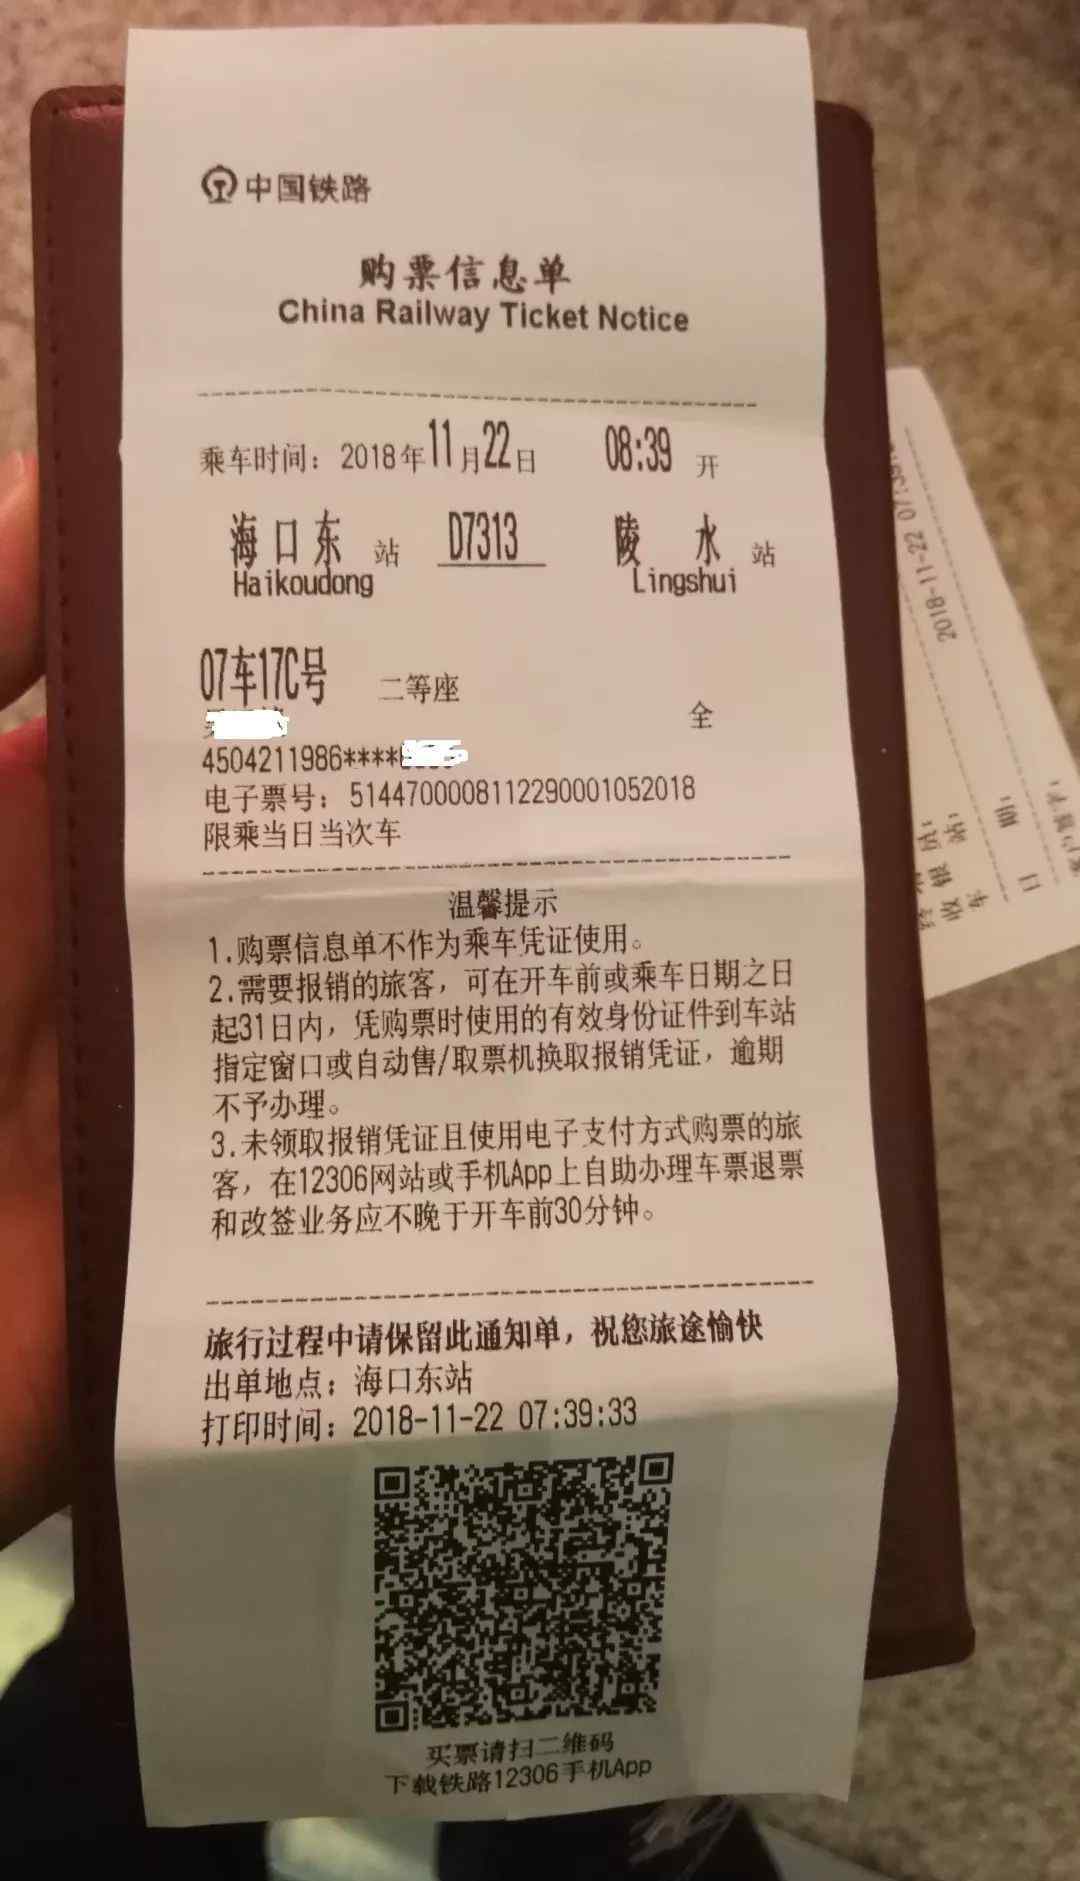 中国铁路
购票信息单
China Railway Ticket Notice
乘车时间：2018年11月22日 08:39 开
海口东 站 D7313 陵水 站
Haikoudong Lingshui
07车17C号 二等座
全
4504211986****
电子票号：5144700008112290001052018
限乘当日当次车
温馨提示
1.购票信息单不作为乘车凭证使用。
2.需要报销的旅客，可在开车前或乘车日期之日
起31日内，凭购票时使用的有效身份证件到车站
指定窗口或自动售/取票机换取报销凭证，逾期
不予办理。
3.未领取报销凭证且使用电子支付方式购票的旅
客，在12306网站或手机App上自助办理车票退票
和改签业务应不晚于开车前30分钟。
旅行过程中请保留此通知单，祝您旅途愉快
出单地点：海口东站
打印时间：2018-11-22 07:39:33
买票请扫二维码
下载铁路12306手机App
2018-11-22 07:39:
收银员：
车站：
日期：